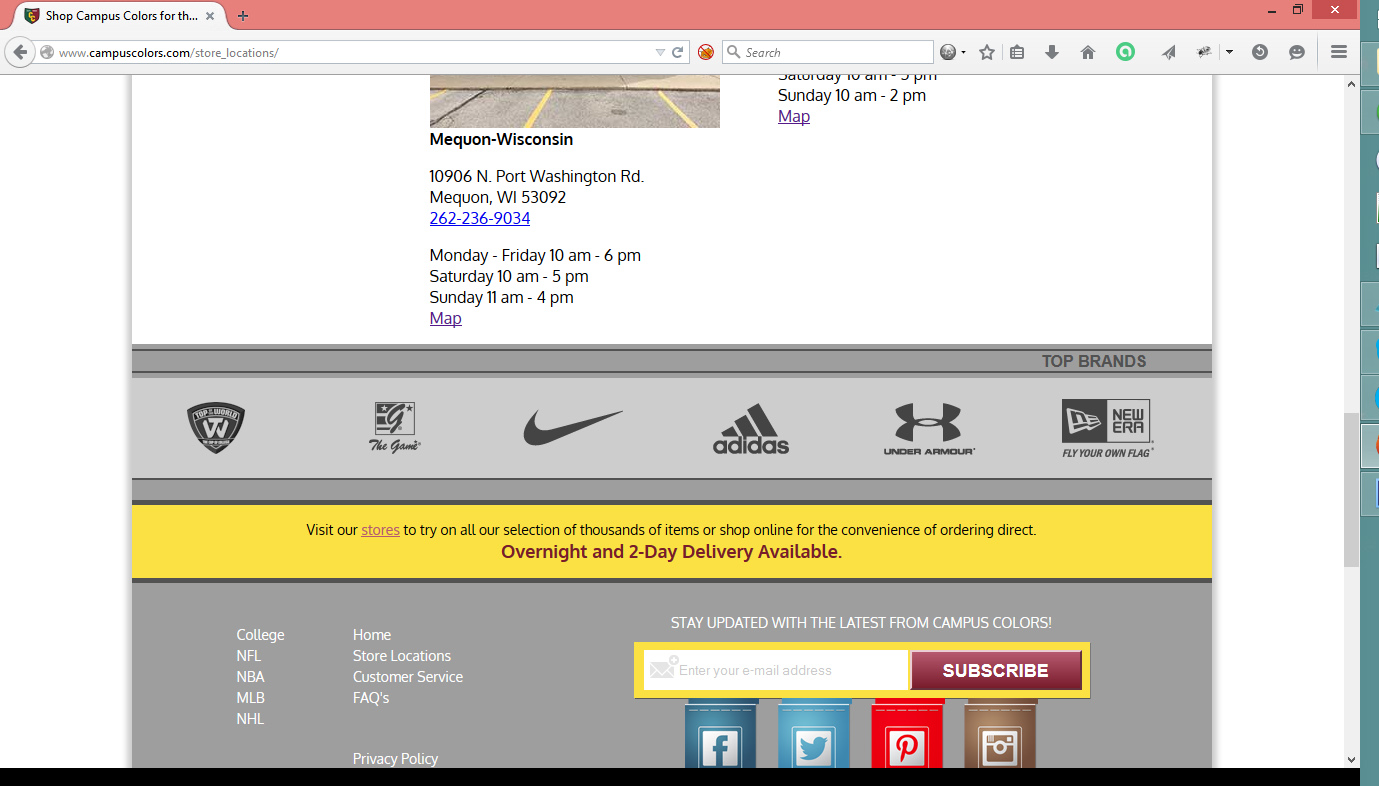 Shop Campus Colors for th...
www.campuscolors.com/store_locations/
Search
Saturday 10 am - 5 pm
Sunday 10 am - 2 pm
Map
Mequon-Wisconsin
10906 N. Port Washington Rd.
Mequon, WI 53092
262-236-9034
Monday - Friday 10 am - 6 pm
Saturday 10 am - 5 pm
Sunday 11 am - 4 pm
Map
TOP BRANDS
TOP OF THE WORLD
TW
G
The Game
adidas
UNDER ARMOUR
NEW ERA
FLY YOUR OWN FLAG
Visit our stores to try on all our selection of thousands of items or shop online for the convenience of ordering direct.
Overnight and 2-Day Delivery Available.
College
NFL
NBA
MLB
NHL
Home
Store Locations
Customer Service
FAQ's
Privacy Policy
STAY UPDATED WITH THE LATEST FROM CAMPUS COLORS!
Enter your e-mail address
SUBSCRIBE